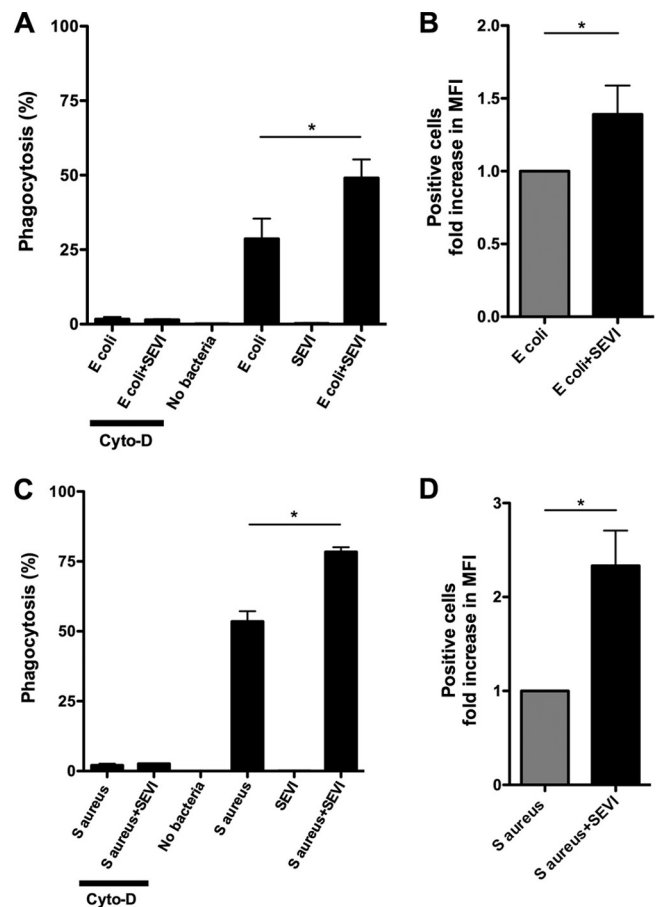 A
Phagocytosis (%)
100
75
50
25
0
*
E coli
E coli+SEVI
No bacteria
E coli
SEVI
E coli+SEVI
Cyto-D
B
Positive cells
fold increase in MFI
2.0
1.5
1.0
0.5
0.0
*
E coli
E coli+SEVI
C
Phagocytosis (%)
100
75
50
25
0
*
S aureus
S aureus+SEVI
No bacteria
S aureus
SEVI
S aureus+SEVI
Cyto-D
D
Positive cells
fold increase in MFI
3
2
1
0
*
S aureus
S aureus+SEVI